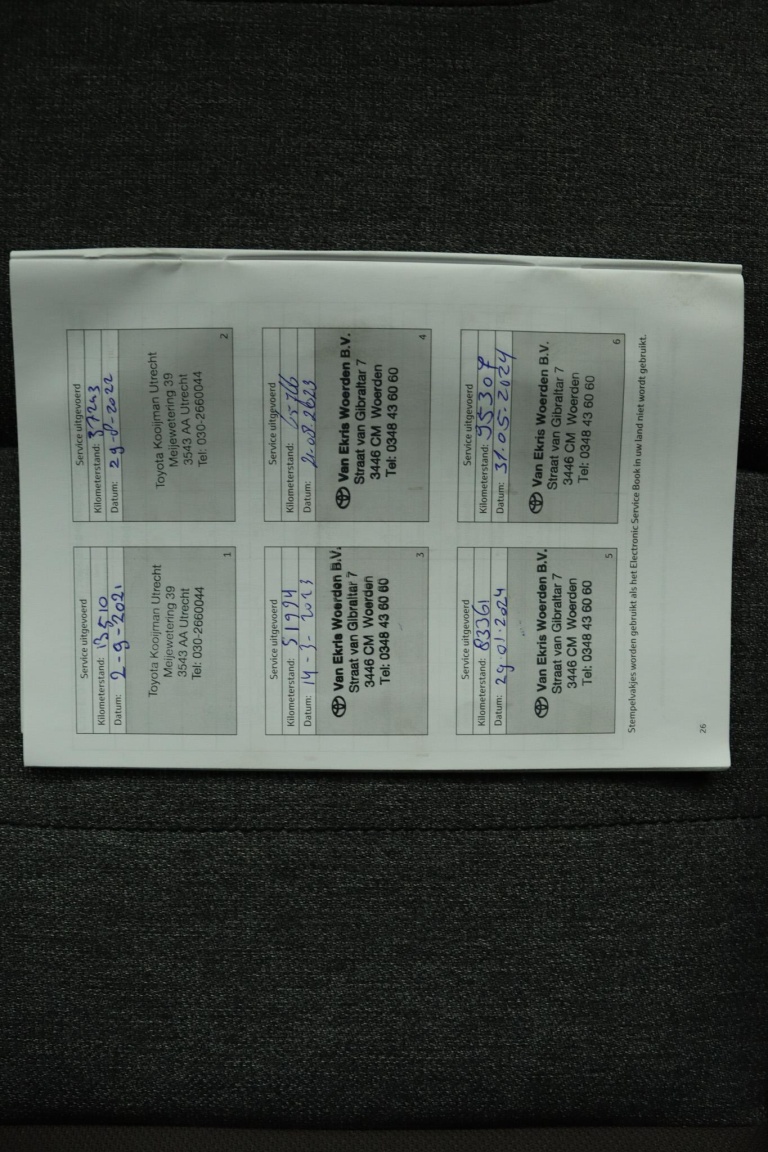 Service uitgevoerd
Kilometerstand: 13510
Datum: 2-9-2021
Toyota Kooijman Utrecht
Meijewetering 39
3543 AA Utrecht
Tel: 030-2660044
1
Service uitgevoerd
Kilometerstand: 37243
Datum: 29-8-2022
Toyota Kooijman Utrecht
Meijewetering 39
3543 AA Utrecht
Tel: 030-2660044
2
Service uitgevoerd
Kilometerstand: 51994
Datum: 14-3-2023
Van Ekris Woerden B.V.
Straat van Gibraltar 7
3446 CM Woerden
Tel: 0348 43 60 60
3
Service uitgevoerd
Kilometerstand:
Datum:
Van Ekris Woerden B.V.
Straat van Gibraltar 7
3446 CM Woerden
Tel: 0348 43 60 60
4
Service uitgevoerd
Kilometerstand: 83361
Datum: 29-01-2024
Van Ekris Woerden B.V.
Straat van Gibraltar 7
3446 CM Woerden
Tel: 0348 43 60 60
5
Service uitgevoerd
Kilometerstand: 95307
Datum: 31.05.2024
Van Ekris Woerden B.V.
Straat van Gibraltar 7
3446 CM Woerden
Tel: 0348 43 60 60
6
Stempelvakjes worden gebruikt als het Electronic Service Book in uw land niet wordt gebruikt.
26